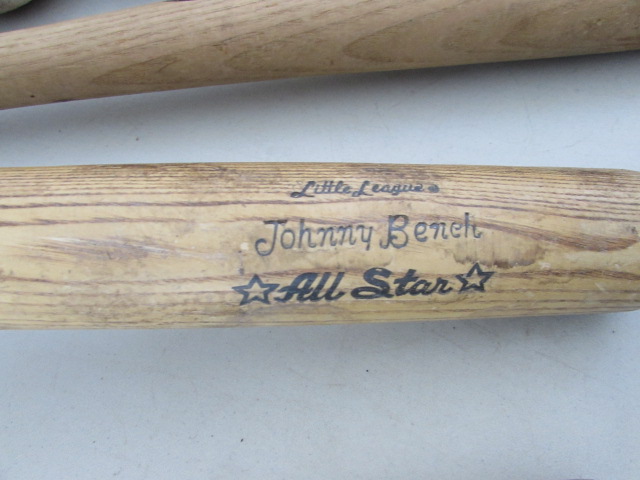 Little League®
Johnny Bench
☆All Star☆